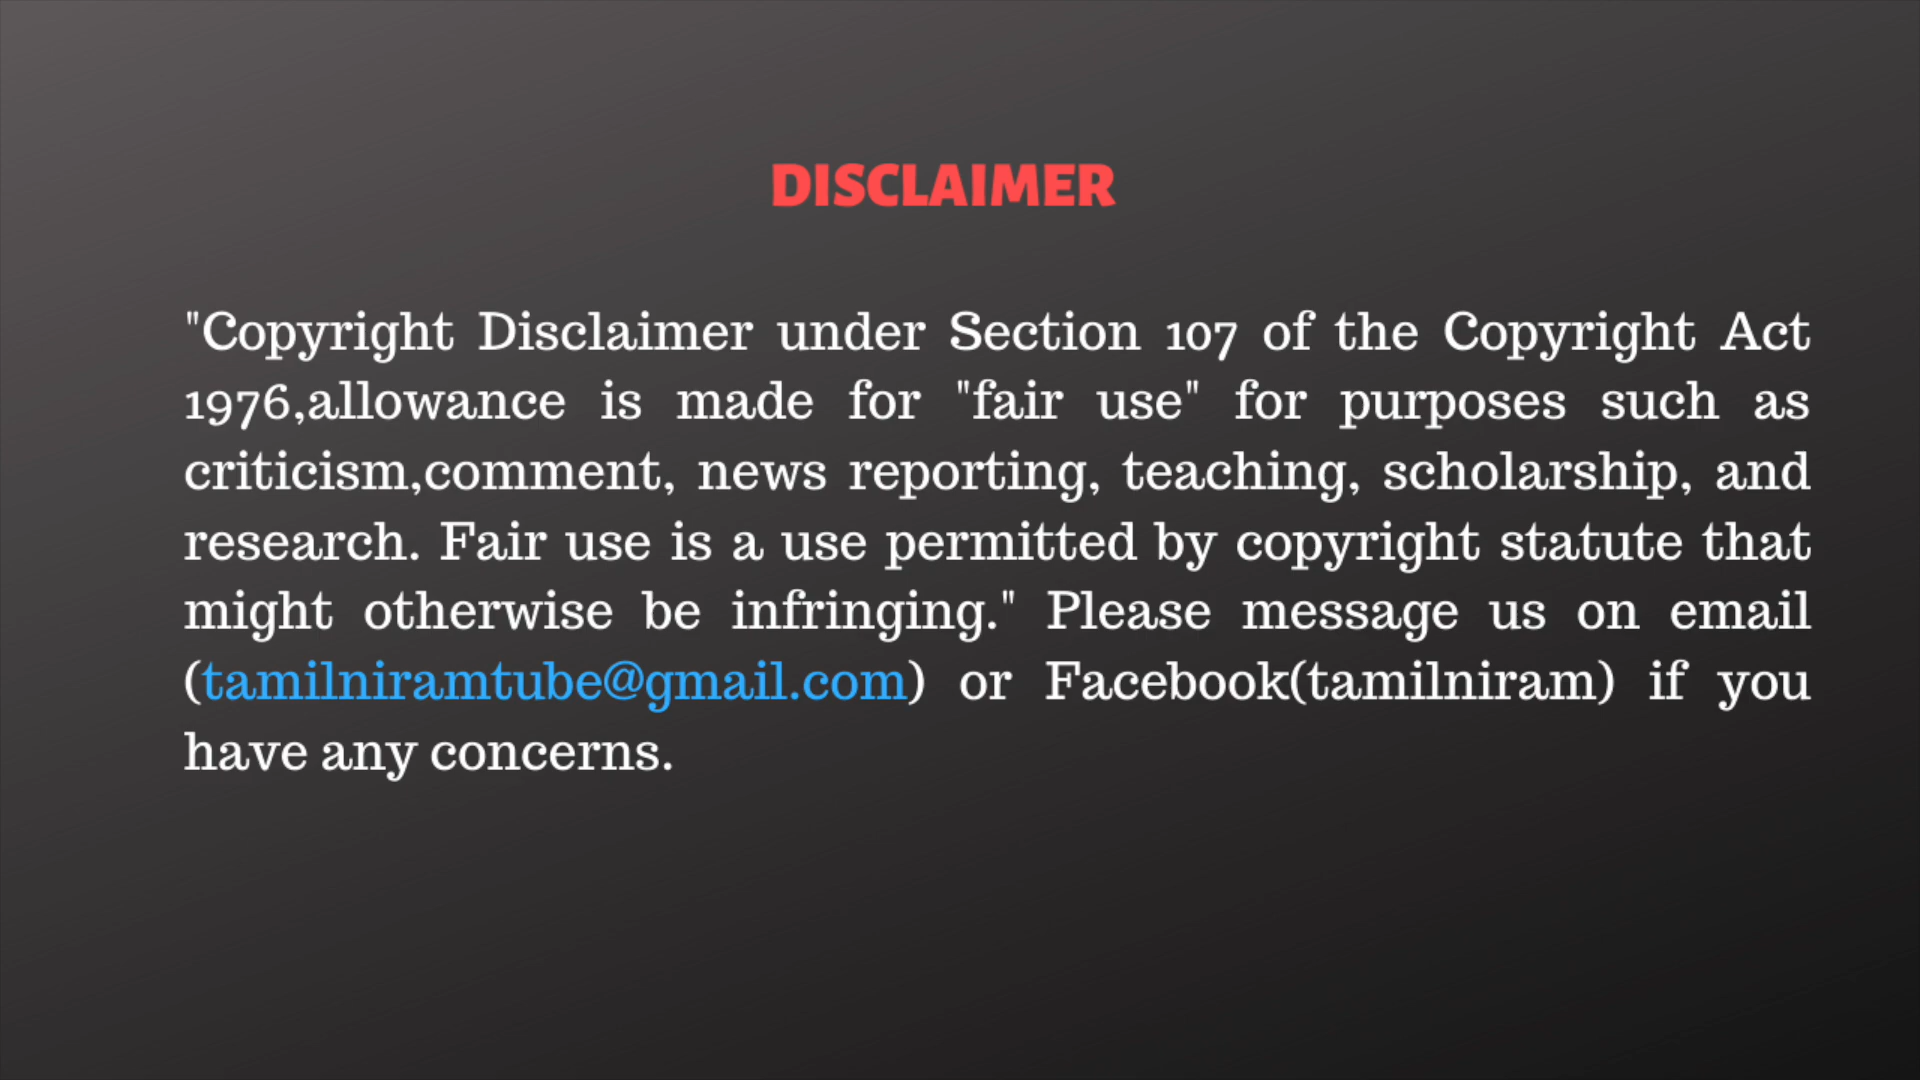 DISCLAIMER
"Copyright Disclaimer under Section 107 of the Copyright Act
1976,allowance is made for "fair use" for purposes such as
criticism,comment, news reporting, teaching, scholarship, and
research. Fair use is a use permitted by copyright statute that
might otherwise be infringing." Please message us on email
(tamilniramtube@gmail.com) or Facebook(tamilniram) if you
have any concerns.